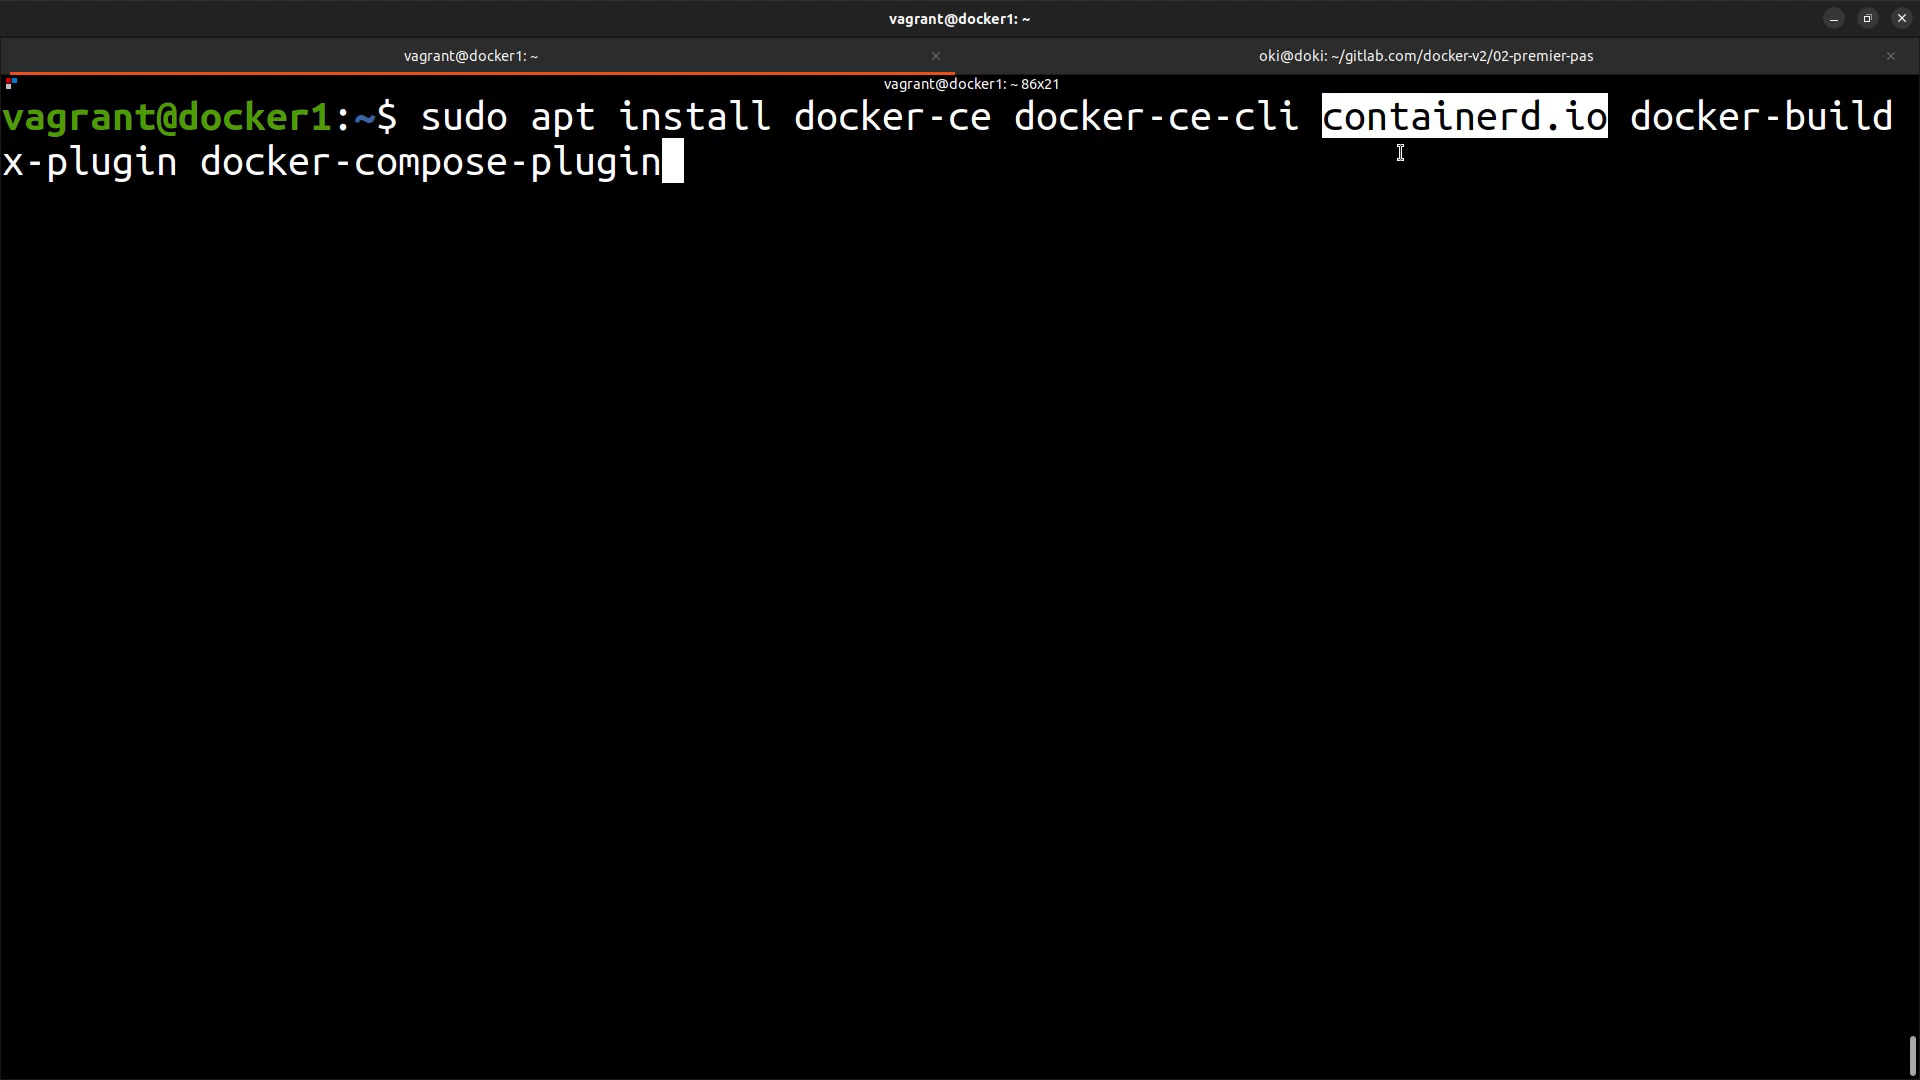 vagrant@docker1: ~
vagrant@docker1: ~
oki@doki: ~/gitlab.com/docker-v2/02-premier-pas
vagrant@docker1: ~ 86x21
vagrant@docker1:~$ sudo apt install docker-ce docker-ce-cli containerd.io docker-build
x-plugin docker-compose-plugin